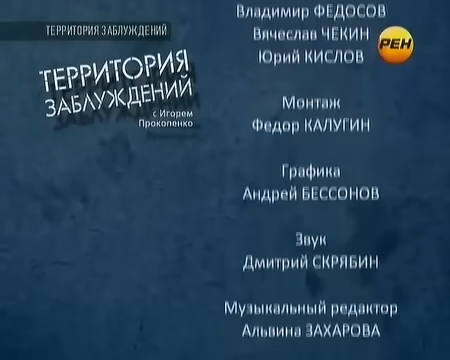 ТЕРРИТОРИЯ ЗАБЛУЖДЕНИЙ
ТЕРРИТОРИЯ
ЗАБЛУЖДЕНИЙ
с Игорем
Прокопенко
Владимир ФЕДОСОВ
Вячеслав ЧЕКИН
Юрий КИСЛОВ
РЕН
Монтаж
Федор КАЛУГИН
Графика
Андрей БЕССОНОВ
Звук
Дмитрий СКРЯБИН
Музыкальный редактор
Альвина ЗАХАРОВА